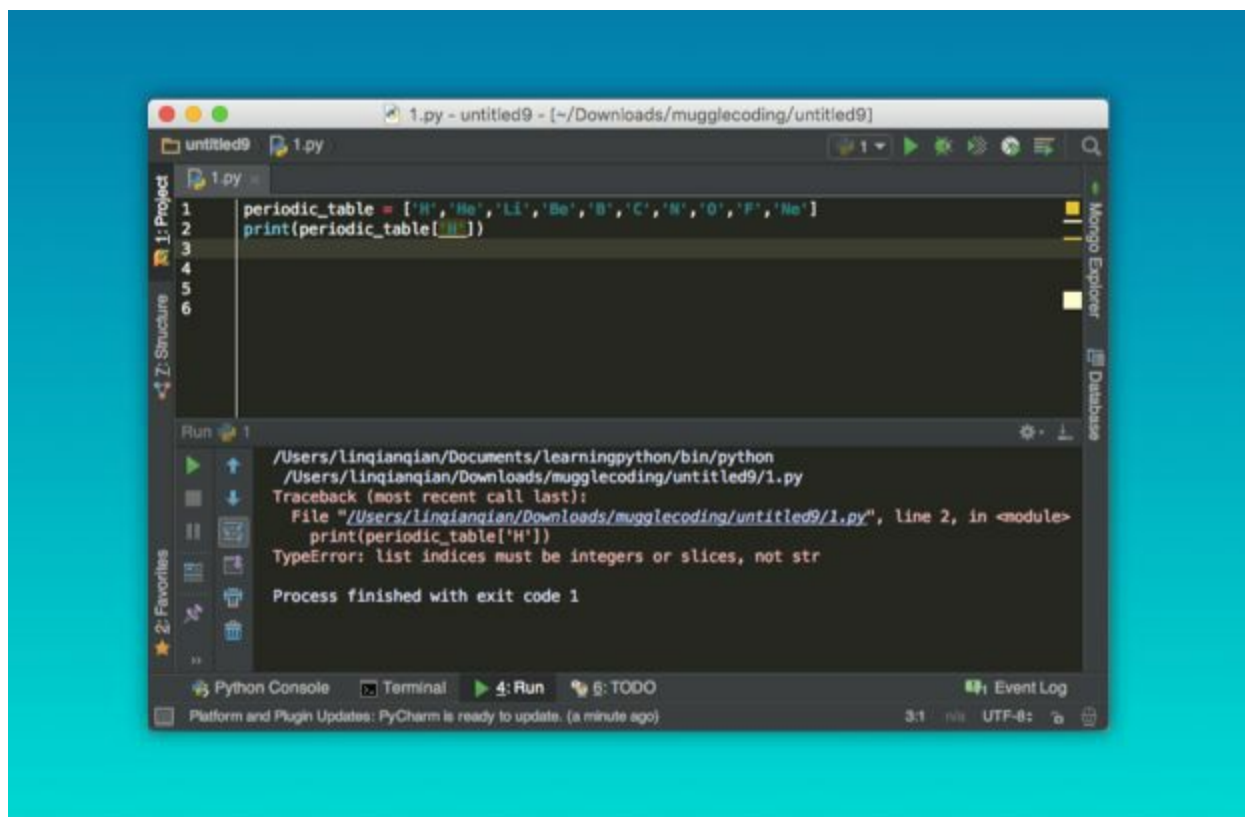 1.py - untitled9 - [~/Downloads/mugglecoding/untitled9]
untitled9 1.py
1
1.py
1: Project
Z: Structure
2: Favorites
Mongo Explorer
Database
1 periodic_table = ['H','He','Li','Be','B','C','N','O','F','Ne']
2 print(periodic_table['H'])
3
4
5
6
Run 1
/Users/linqianqian/Documents/learningpython/bin/python
/Users/linqianqian/Downloads/mugglecoding/untitled9/1.py
Traceback (most recent call last):
File "/Users/linqianqian/Downloads/mugglecoding/untitled9/1.py", line 2, in <module>
print(periodic_table['H'])
TypeError: list indices must be integers or slices, not str
Process finished with exit code 1
Python Console Terminal 4: Run 6: TODO 1 Event Log
Platform and Plugin Updates: PyCharm is ready to update. (a minute ago) 3:1 n/a UTF-8